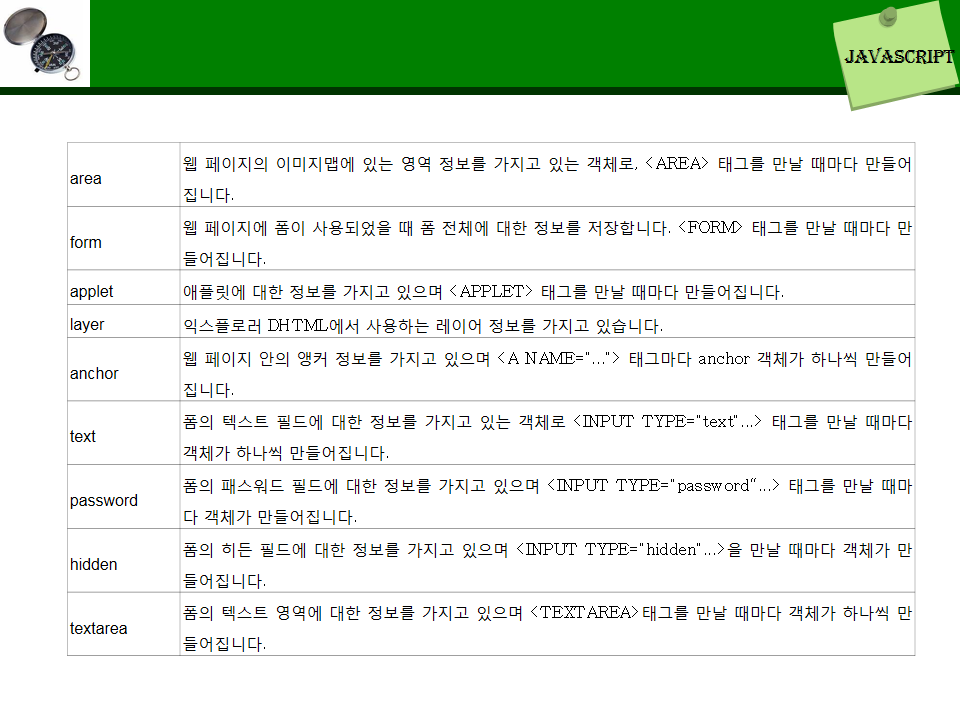 JAVASCRIPT
area
웹 페이지의 이미지맵에 있는 영역 정보를 가지고 있는 객체로, <AREA> 태그를 만날 때마다 만들어
집니다.
form
웹 페이지에 폼이 사용되었을 때 폼 전체에 대한 정보를 저장합니다. <FORM> 태그를 만날 때마다 만
들어집니다.
applet
애플릿에 대한 정보를 가지고 있으며 <APPLET> 태그를 만날 때마다 만들어집니다.
layer
익스플로러 DHTML에서 사용하는 레이어 정보를 가지고 있습니다.
anchor
웹 페이지 안의 앵커 정보를 가지고 있으며 <A NAME="..."> 태그마다 anchor 객체가 하나씩 만들어
집니다.
text
폼의 텍스트 필드에 대한 정보를 가지고 있는 객체로 <INPUT TYPE="text"...> 태그를 만날 때마다
객체가 하나씩 만들어집니다.
password
폼의 패스워드 필드에 대한 정보를 가지고 있으며 <INPUT TYPE="password“...> 태그를 만날 때마
다 객체가 만들어집니다.
hidden
폼의 히든 필드에 대한 정보를 가지고 있으며 <INPUT TYPE="hidden"...>을 만날 때마다 객체가 만
들어집니다.
textarea
폼의 텍스트 영역에 대한 정보를 가지고 있으며 <TEXTAREA>태그를 만날 때마다 객체가 하나씩 만
들어집니다.